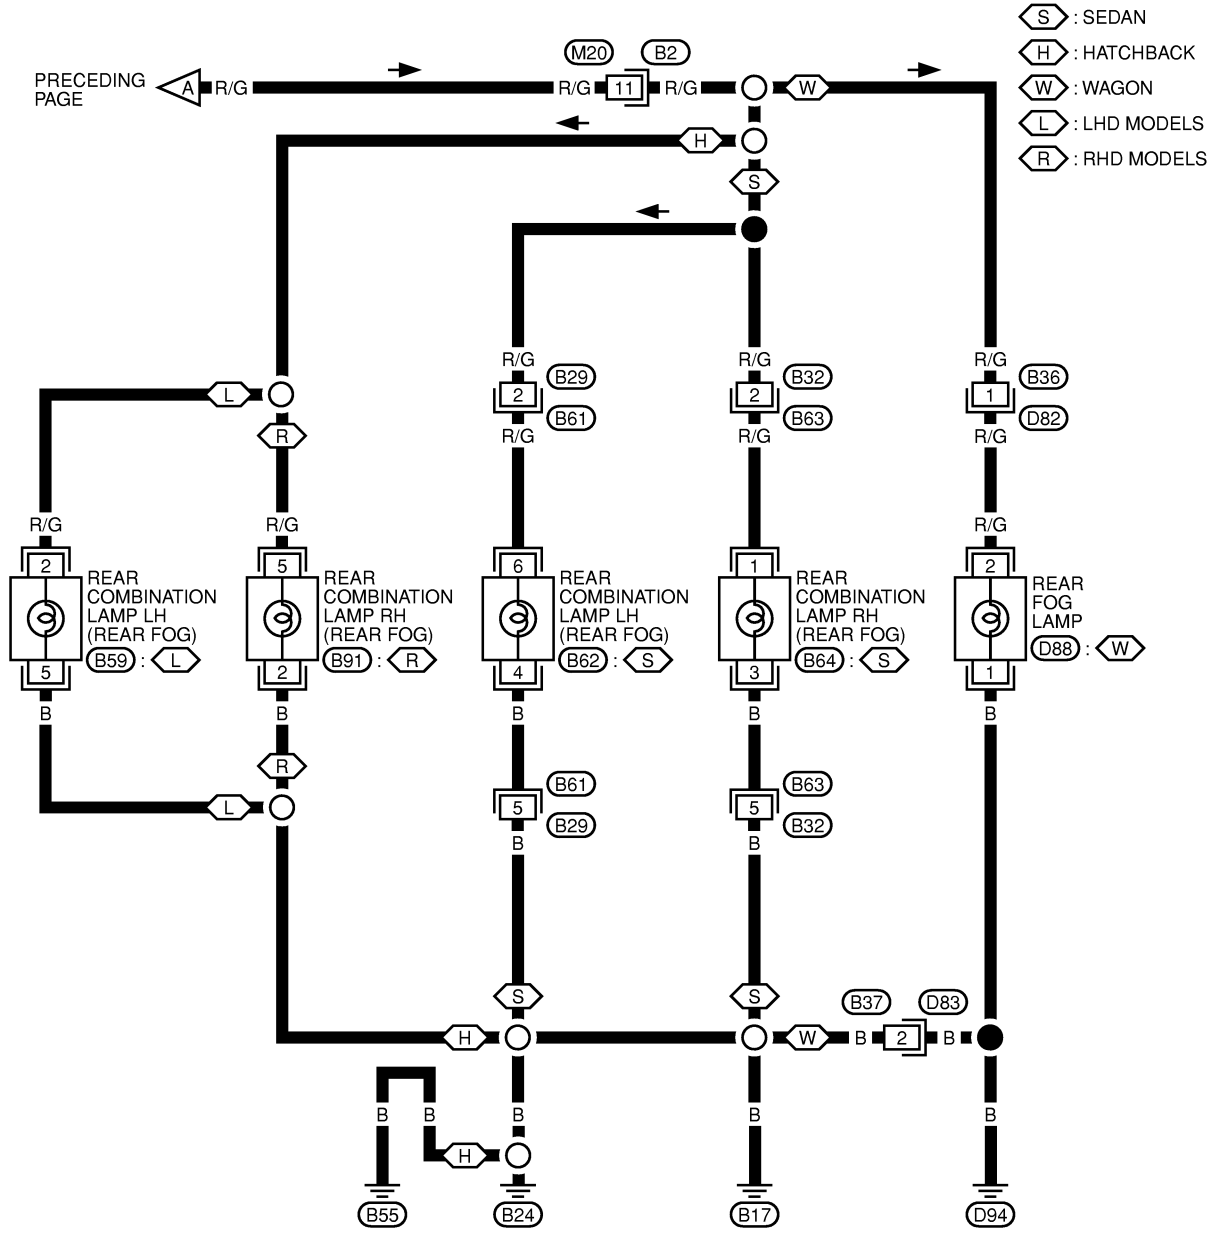 S : SEDAN
H : HATCHBACK
W : WAGON
L : LHD MODELS
R : RHD MODELS
M20 B2
PRECEDING
PAGE
A R/G R/G 11 R/G W
H
S
R/G R/G R/G
B29 B32 B36
2 2 1
B61 B63 D82
R/G R/G R/G
L
R
R/G R/G
2 5 6 1 2
REAR
COMBINATION
LAMP LH
(REAR FOG)
B59 : L
REAR
COMBINATION
LAMP RH
(REAR FOG)
B91 : R
REAR
COMBINATION
LAMP LH
(REAR FOG)
B62 : S
REAR
COMBINATION
LAMP RH
(REAR FOG)
B64 : S
REAR
FOG
LAMP
D88 : W
5 2 4 3 1
B B B B B
R
L
B61 B63
5 5
B29 B32
B B
S S
B37 D83
H W B 2 B
B B B B B
H
B55 B24 B17 D94